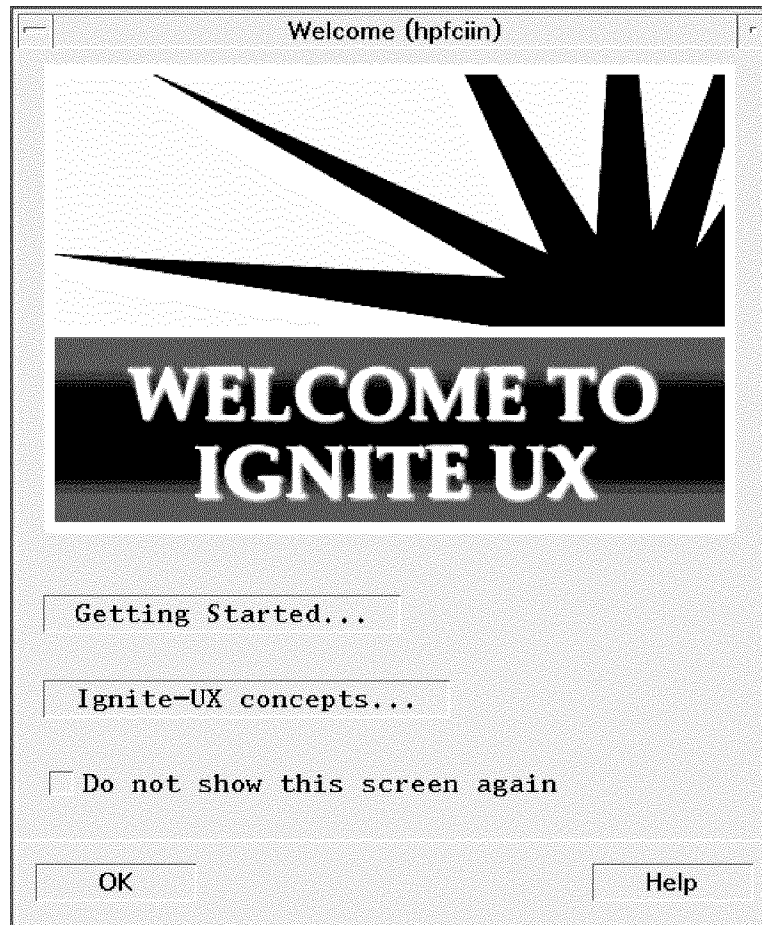 Welcome (hpfciin)
WELCOME TO
IGNITE UX
Getting Started...
Ignite-UX concepts...
Do not show this screen again
OK
Help